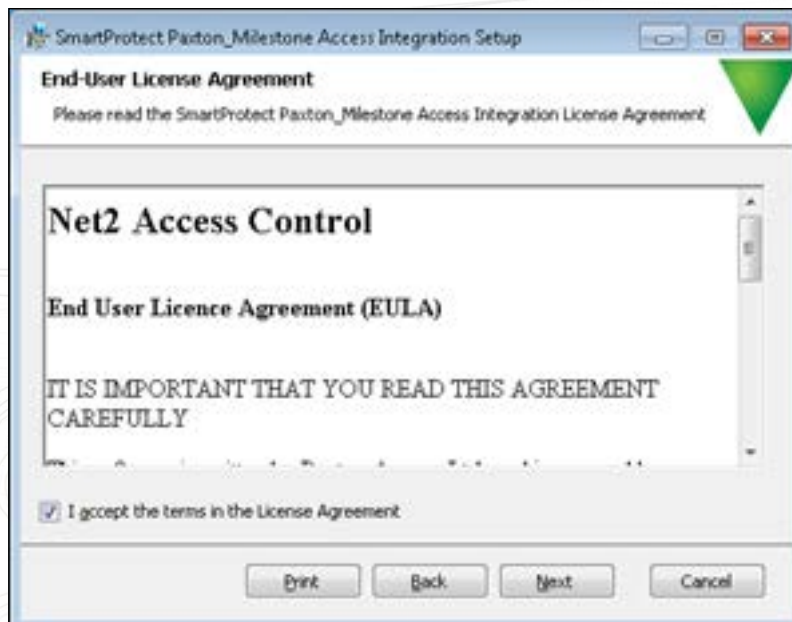 SmartProtect Paxton_Milestone Access Integration Setup
End-User License Agreement
Please read the SmartProtect Paxton_Milestone Access Integration License Agreement
Net2 Access Control
End User Licence Agreement (EULA)
IT IS IMPORTANT THAT YOU READ THIS AGREEMENT
CAREFULLY
I accept the terms in the License Agreement
Print Back Next Cancel